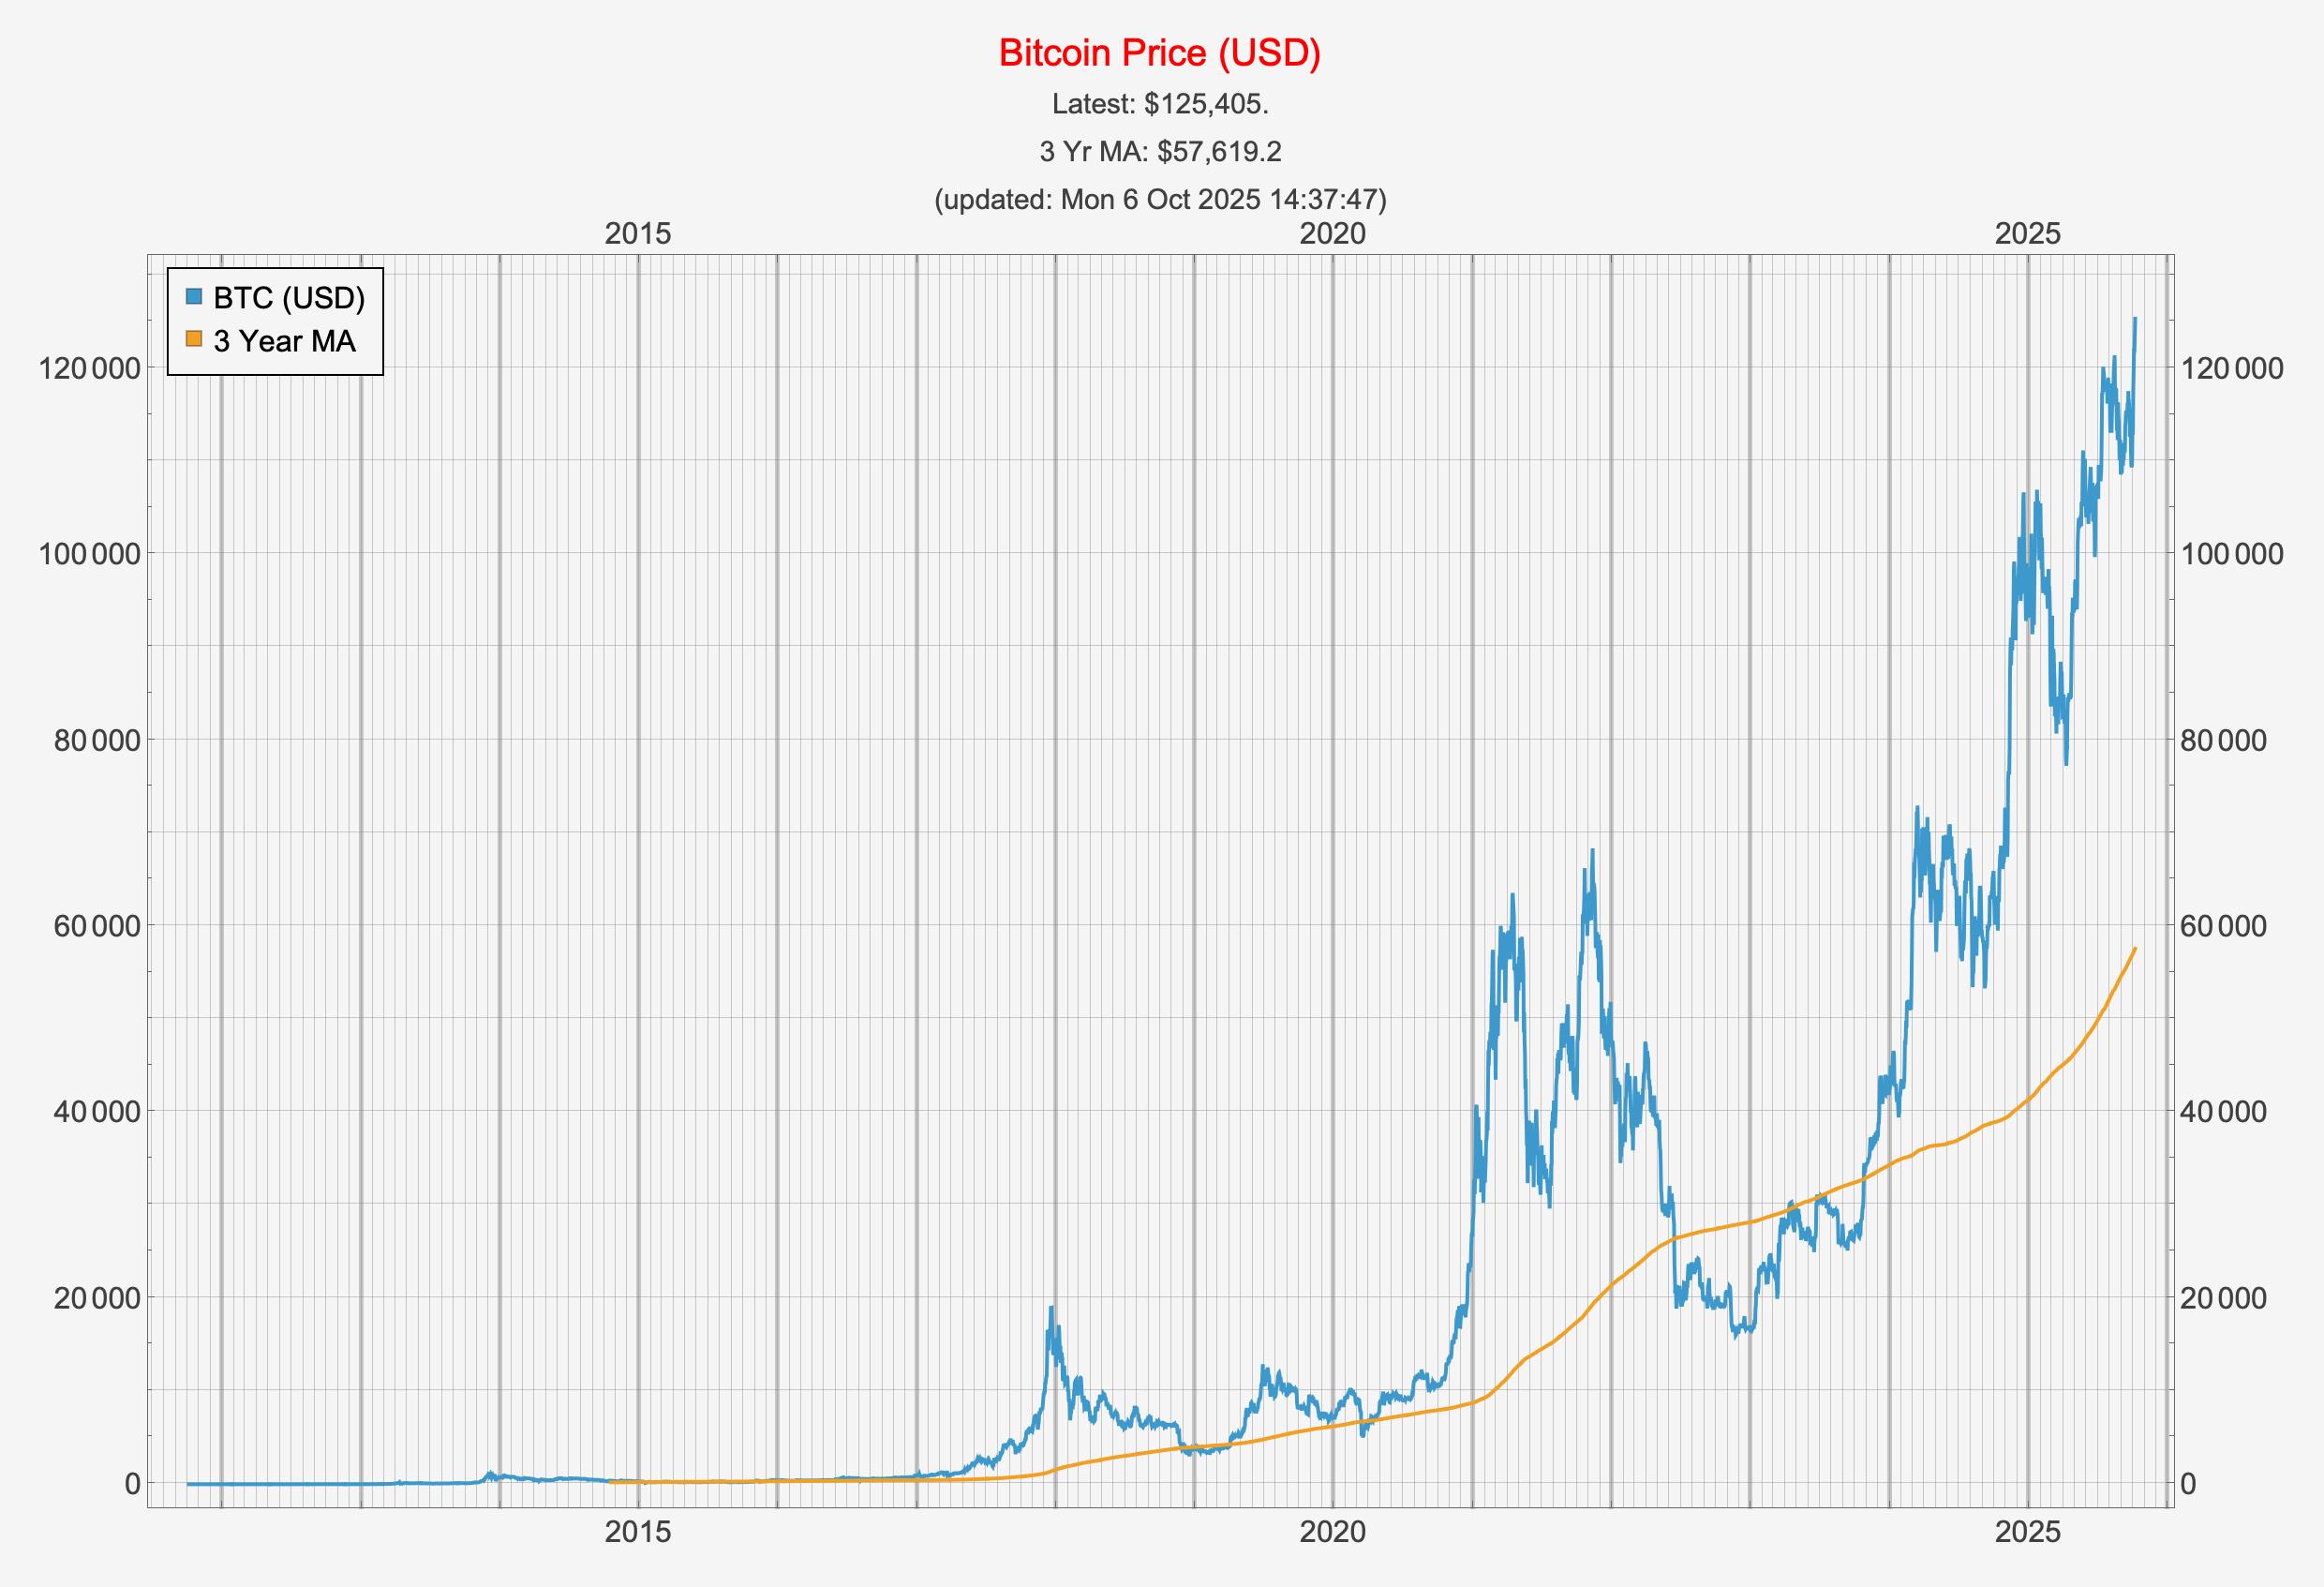 Bitcoin Price (USD)
Latest: $125,405.
3 Yr MA: $57,619.2
(updated: Mon 6 Oct 2025 14:37:47)
2015 2020 2025
BTC (USD)
3 Year MA
120 000 120 000
100 000 100 000
80 000 80 000
60 000 60 000
40 000 40 000
20 000 20 000
0 0
2015 2020 2025